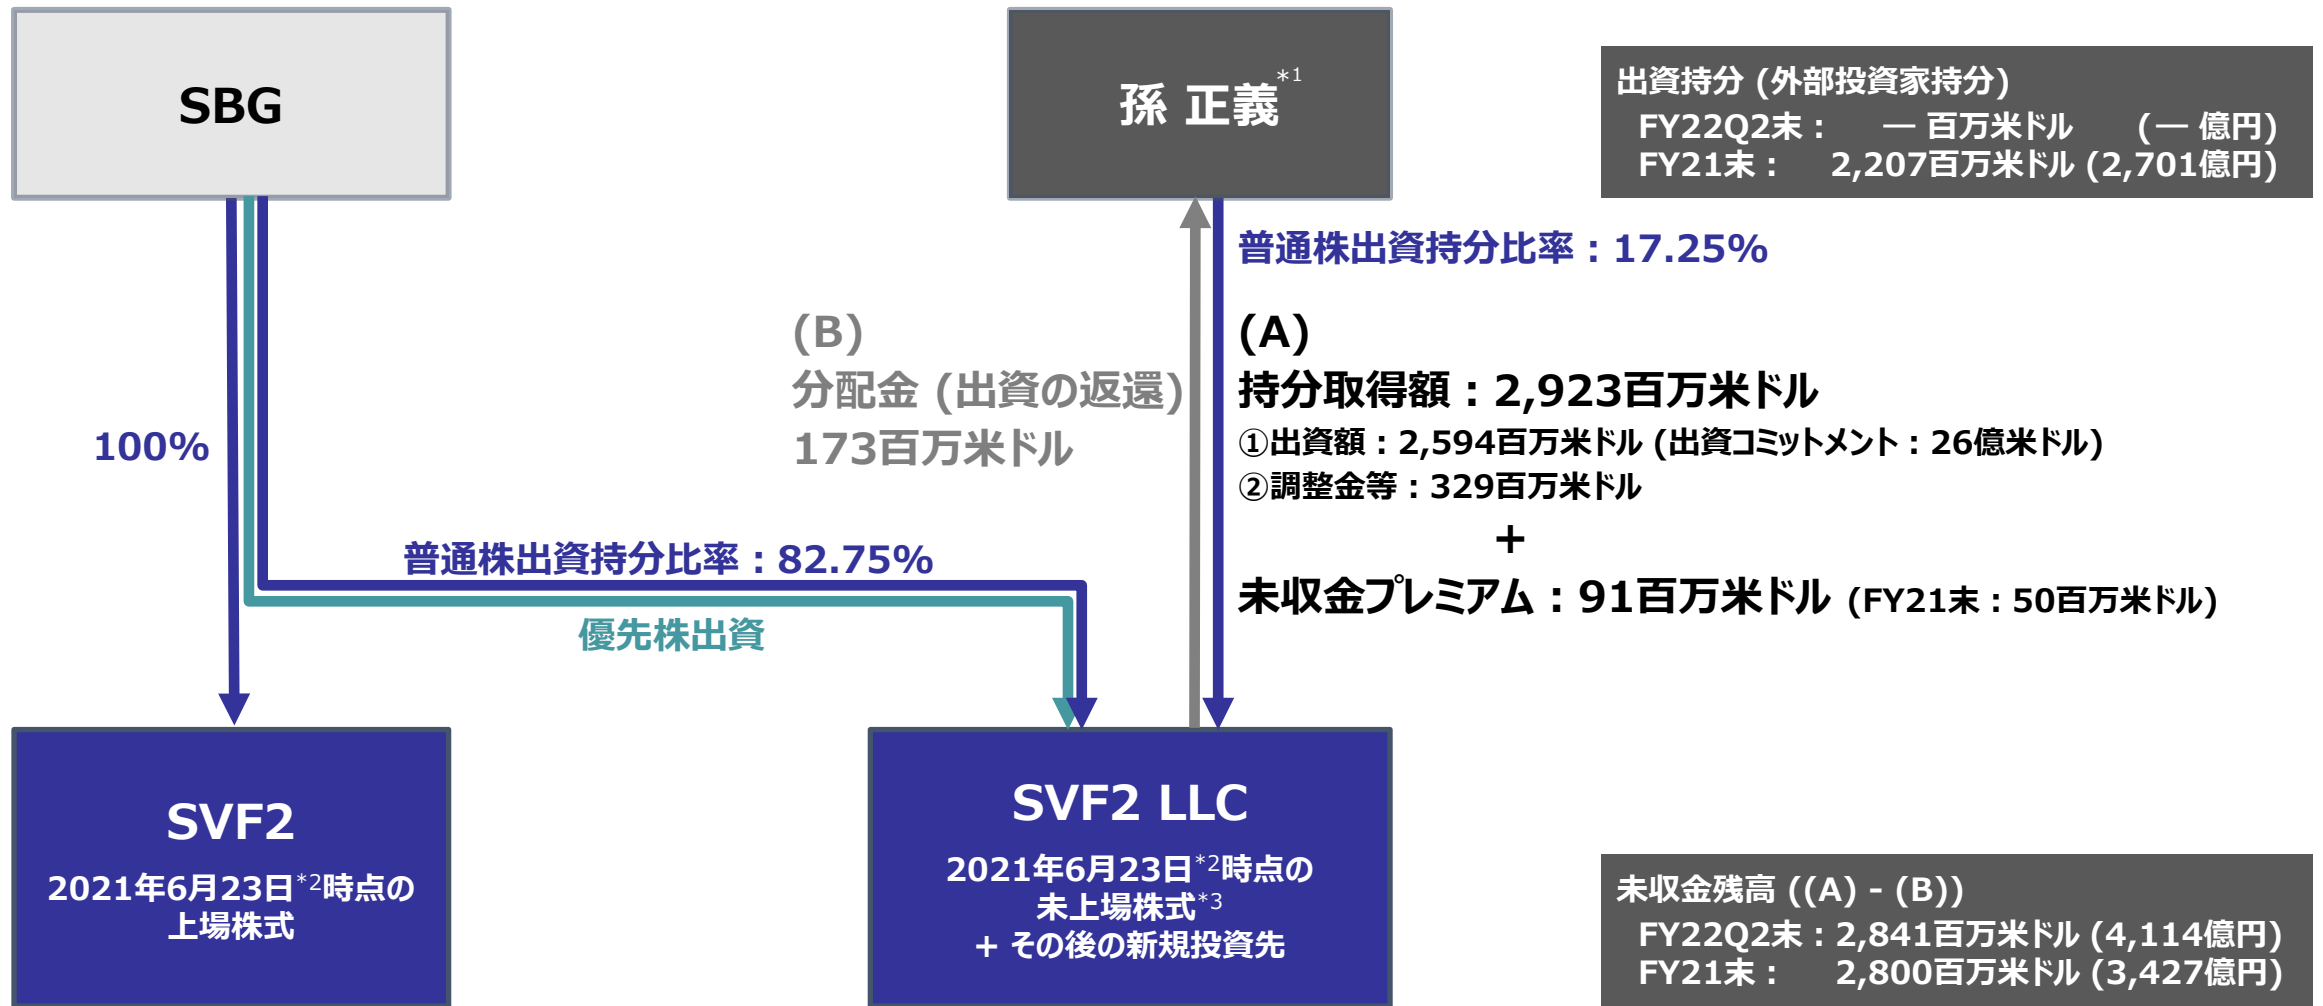 SBG
孫 正義*1
出資持分 (外部投資家持分)
FY22Q2末： ― 百万米ドル (― 億円)
FY21末： 2,207百万米ドル (2,701億円)
普通株出資持分比率：17.25%
(B)
分配金 (出資の返還)
173百万米ドル
(A)
持分取得額：2,923百万米ドル
①出資額：2,594百万米ドル (出資コミットメント：26億米ドル)
②調整金等：329百万米ドル
+
未収金プレミアム：91百万米ドル (FY21末：50百万米ドル)
100%
普通株出資持分比率：82.75%
優先株出資
SVF2
2021年6月23日*2時点の
上場株式
SVF2 LLC
2021年6月23日*2時点の
未上場株式*3
+ その後の新規投資先
未収金残高 ((A) - (B))
FY22Q2末：2,841百万米ドル (4,114億円)
FY21末： 2,800百万米ドル (3,427億円)